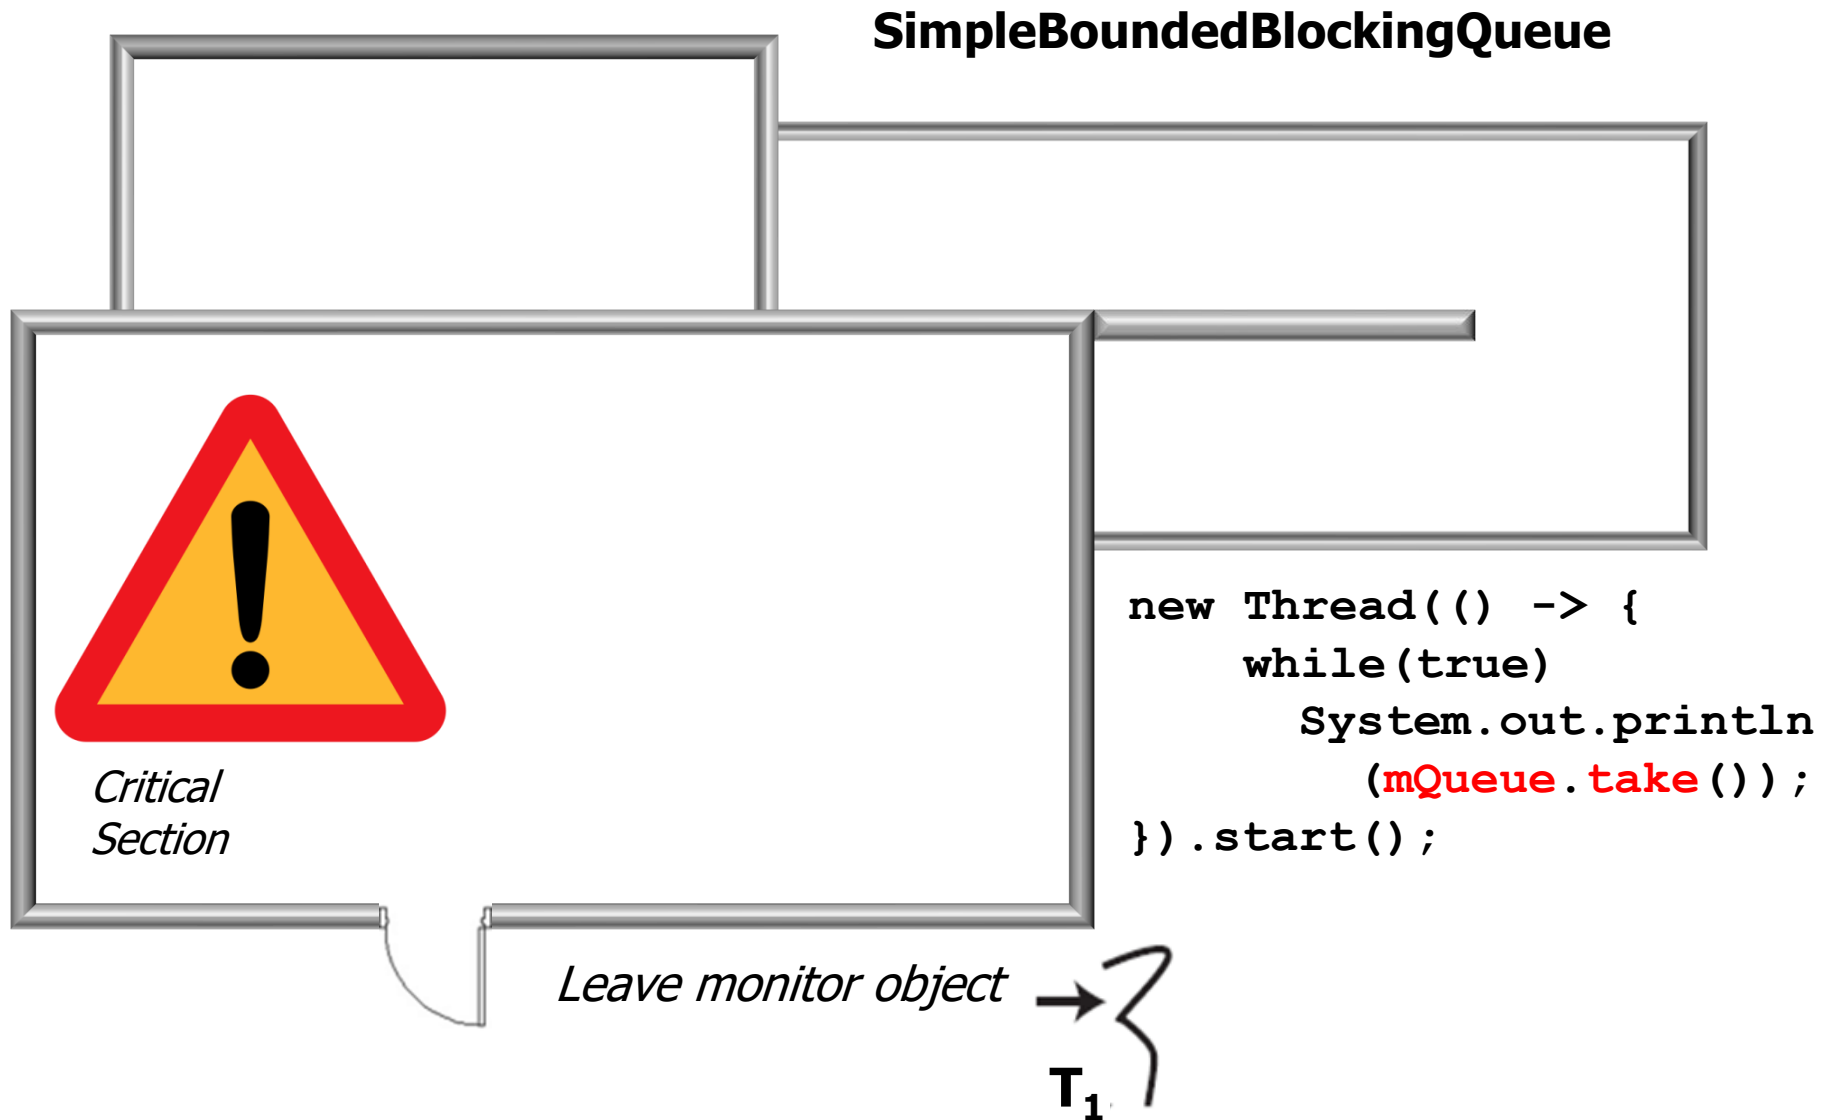 SimpleBoundedBlockingQueue
new Thread(() -> {
while(true)
System.out.println
(mQueue.take());
}).start();
Critical
Section
Leave monitor object
T1